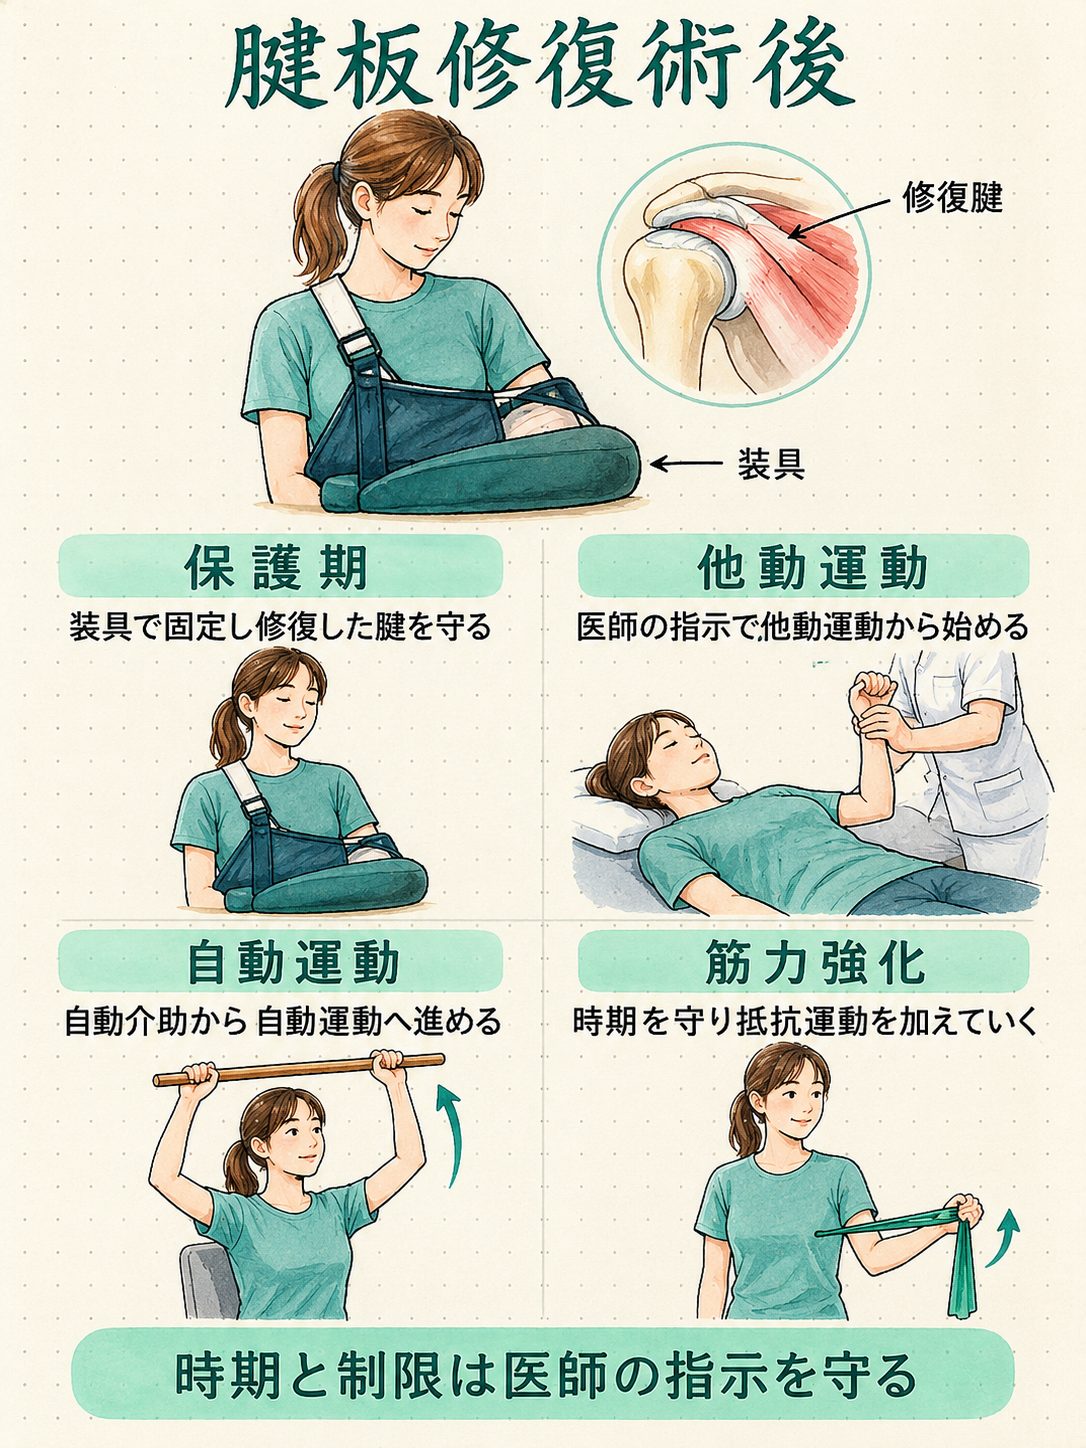 腱板修復術後
修復腱
装具
保護期
装具で固定し修復した腱を守る
他動運動
医師の指示で他動運動から始める
自動運動
自動介助から自動運動へ進める
筋力強化
時期を守り抵抗運動を加えていく
時期と制限は医師の指示を守る